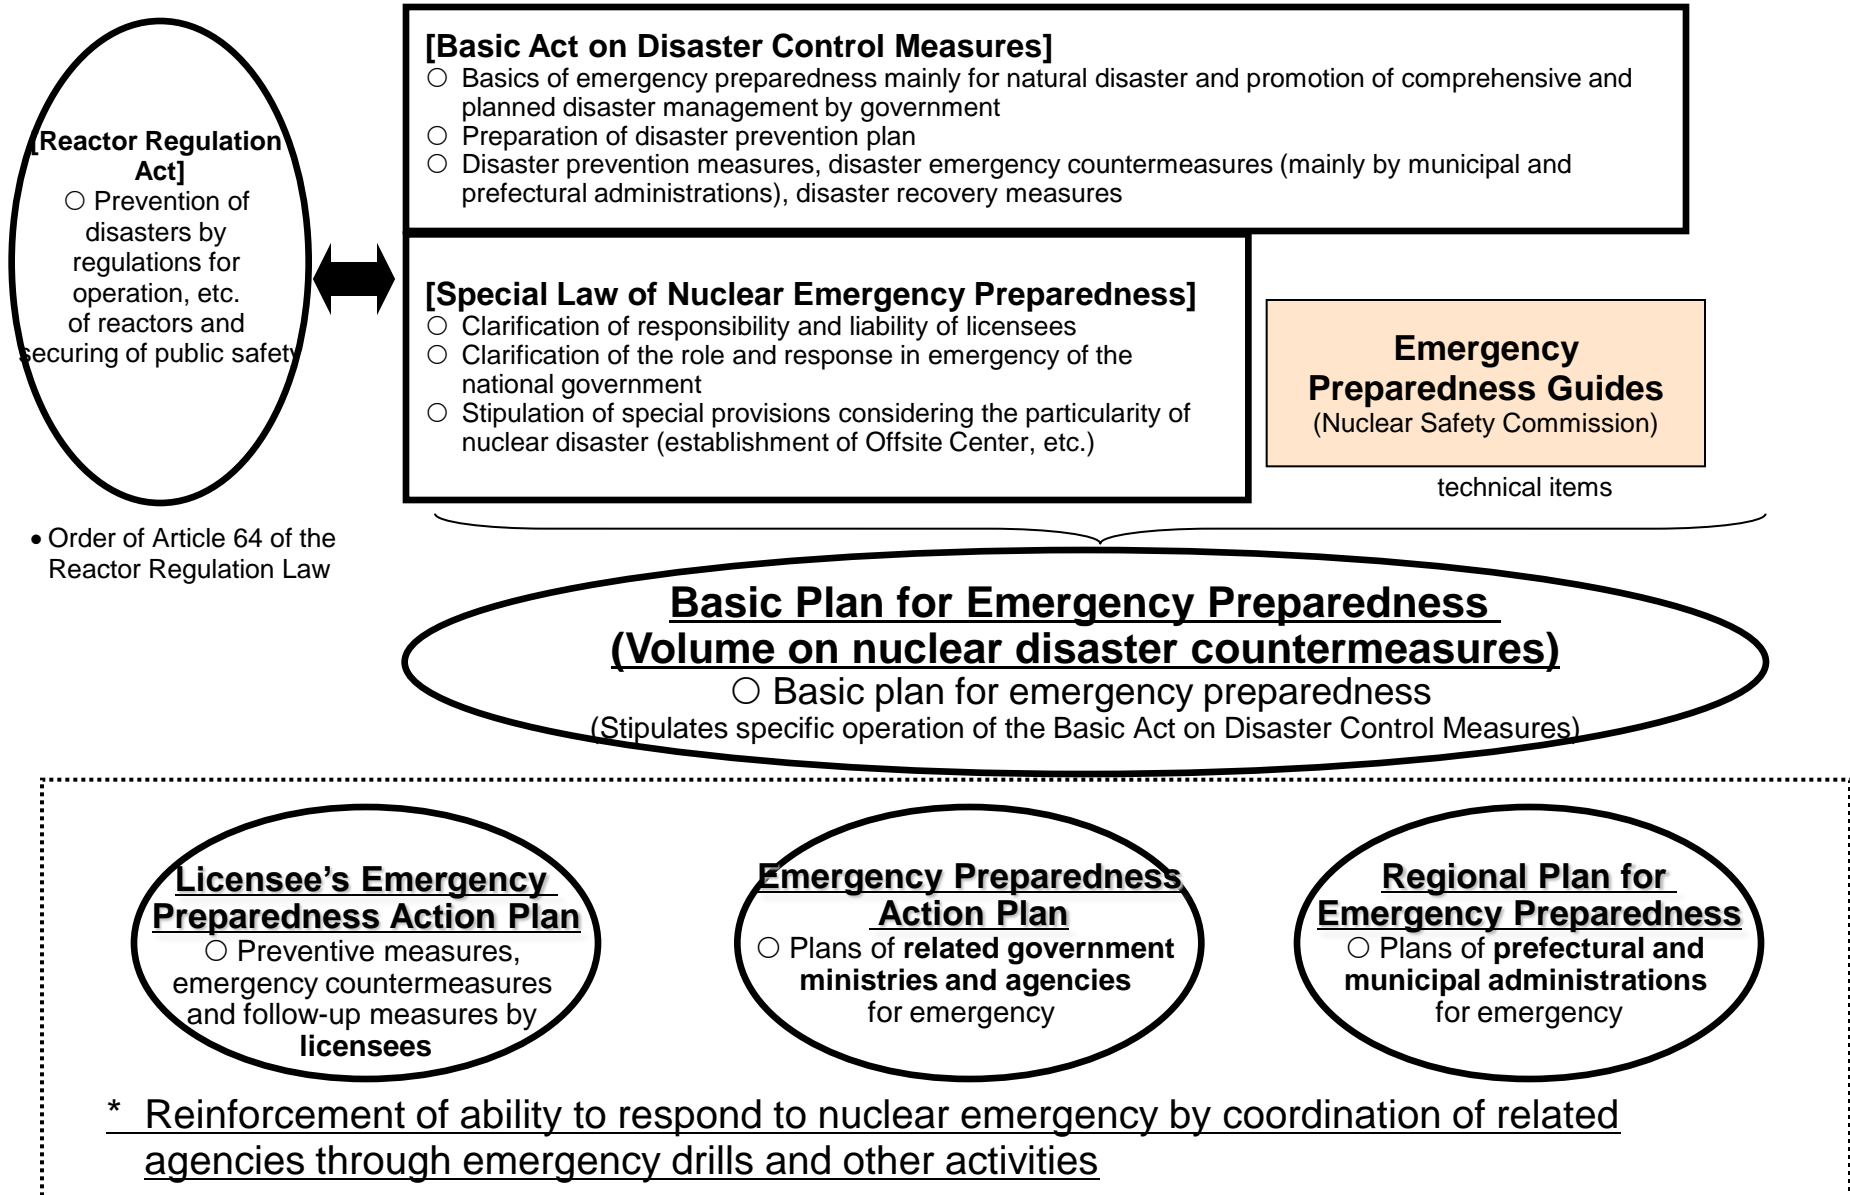 [Reactor Regulation
Act]
○ Prevention of
disasters by
regulations for
operation, etc.
of reactors and
securing of public safety
• Order of Article 64 of the
Reactor Regulation Law
[Basic Act on Disaster Control Measures]
○ Basics of emergency preparedness mainly for natural disaster and promotion of comprehensive and
planned disaster management by government
○ Preparation of disaster prevention plan
○ Disaster prevention measures, disaster emergency countermeasures (mainly by municipal and
prefectural administrations), disaster recovery measures
[Special Law of Nuclear Emergency Preparedness]
○ Clarification of responsibility and liability of licensees
○ Clarification of the role and response in emergency of the
national government
○ Stipulation of special provisions considering the particularity of
nuclear disaster (establishment of Offsite Center, etc.)
Emergency
Preparedness Guides
(Nuclear Safety Commission)
technical items
Basic Plan for Emergency Preparedness
(Volume on nuclear disaster countermeasures)
○ Basic plan for emergency preparedness
(Stipulates specific operation of the Basic Act on Disaster Control Measures)
Licensee’s Emergency
Preparedness Action Plan
○ Preventive measures,
emergency countermeasures
and follow-up measures by
licensees
Emergency Preparedness
Action Plan
○ Plans of related government
ministries and agencies
for emergency
Regional Plan for
Emergency Preparedness
○ Plans of prefectural and
municipal administrations
for emergency
* Reinforcement of ability to respond to nuclear emergency by coordination of related
agencies through emergency drills and other activities